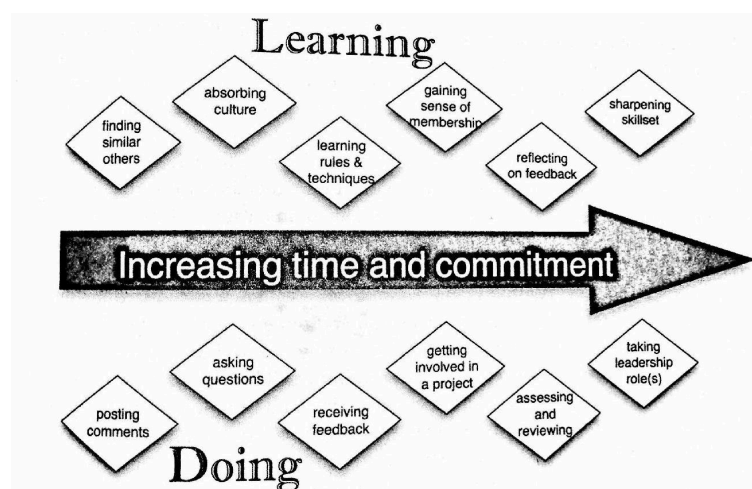 Learning
finding
similar
others
absorbing
culture
learning
rules &
techniques
gaining
sense of
membership
reflecting
on feedback
sharpening
skillset
Increasing time and commitment
posting
comments
asking
questions
receiving
feedback
getting
involved in
a project
assessing
and
reviewing
taking
leadership
role(s)
Doing